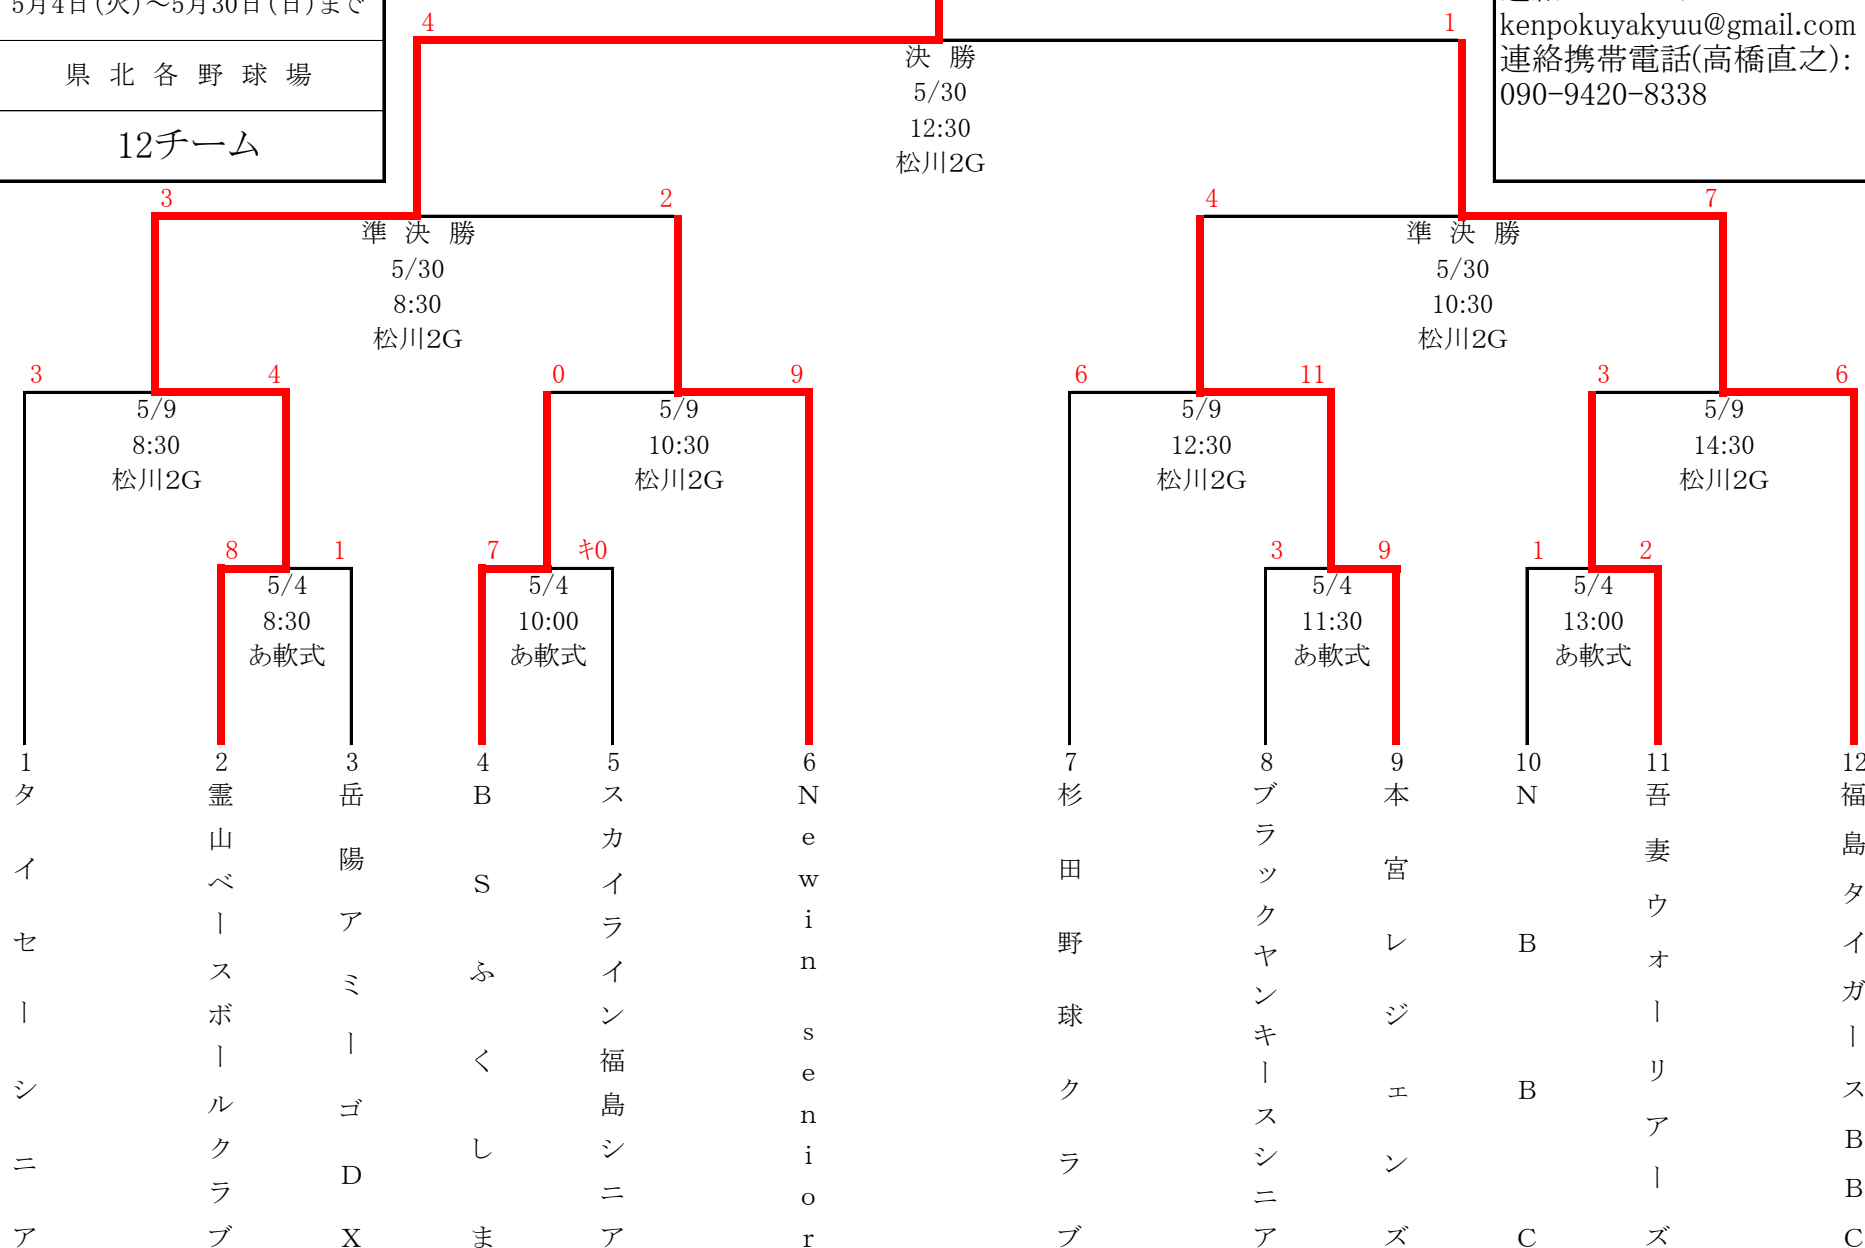 5月4日(火)～5月30日(日)まで
県北各野球場
12チーム
kenpokuyakyuu@gmail.com
連絡携帯電話(高橋直之):
090-9420-8338
4
1
決勝
5/30
12:30
松川2G
3
2
準決勝
5/30
8:30
松川2G
4
7
準決勝
5/30
10:30
松川2G
3
4
5/9
8:30
松川2G
0
9
5/9
10:30
松川2G
6
11
5/9
12:30
松川2G
3
6
5/9
14:30
松川2G
8
1
5/4
8:30
あ軟式
7
ｷ0
5/4
10:00
あ軟式
3
9
5/4
11:30
あ軟式
1
2
5/4
13:00
あ軟式
1
タイセーシニア
2
霊山ベースボールクラブ
3
岳陽アミーゴDX
4
BSふくしま
5
スカイライン福島シニア
6
Newin senior
7
杉田野球クラブ
8
ブラックヤンキースシニア
9
本宮レジェンズ
10
NBBC
11
吾妻ウォーリアーズ
12
福島タイガースBBC